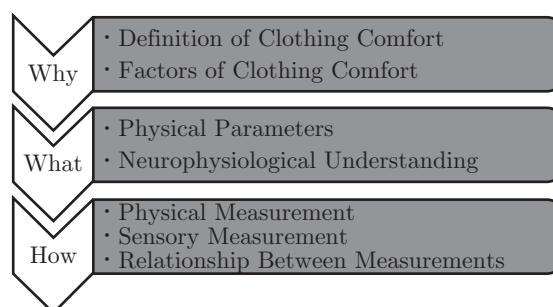 Why
· Definition of Clothing Comfort
· Factors of Clothing Comfort
What
· Physical Parameters
· Neurophysiological Understanding
How
· Physical Measurement
· Sensory Measurement
· Relationship Between Measurements